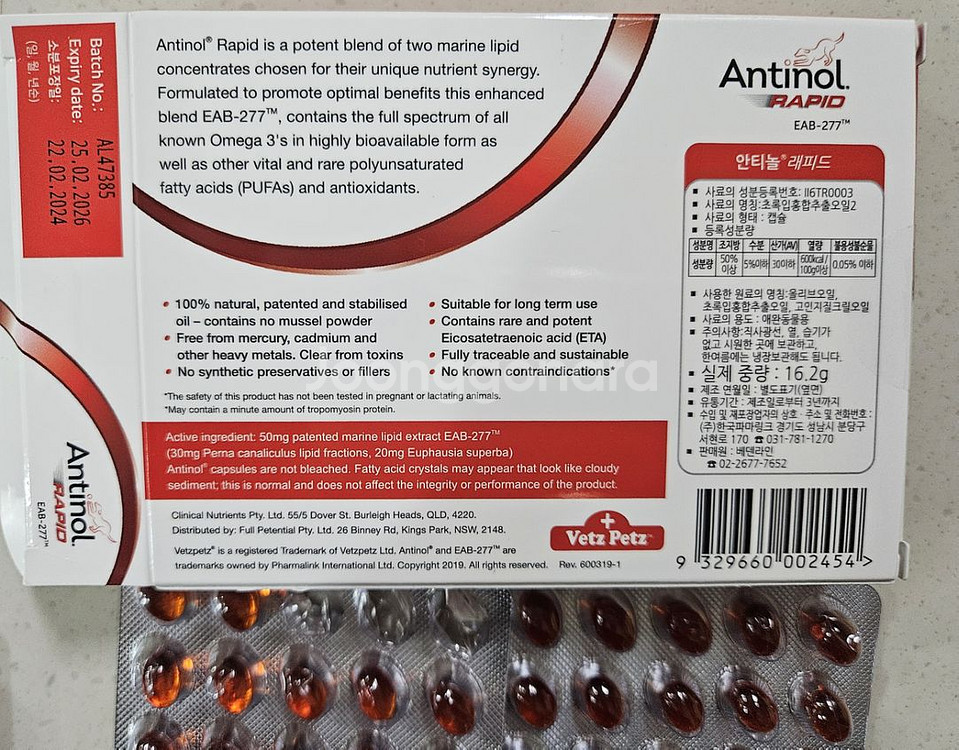 Batch No.: AL47385
Expiry date: 25.02.2026
소분포장일: 22.02.2024
(일, 월, 년순)
Antinol® Rapid is a potent blend of two marine lipid
concentrates chosen for their unique nutrient synergy.
Formulated to promote optimal benefits this enhanced
blend EAB-277™, contains the full spectrum of all
known Omega 3's in highly bioavailable form as
well as other vital and rare polyunsaturated
fatty acids (PUFAs) and antioxidants.
• 100% natural, patented and stabilised
oil – contains no mussel powder
• Free from mercury, cadmium and
other heavy metals. Clear from toxins
• No synthetic preservatives or fillers
• Suitable for long term use
• Contains rare and potent
Eicosatetraenoic acid (ETA)
• Fully traceable and sustainable
• No known contraindications*
joonggonara
*The safety of this product has not been tested in pregnant or lactating animals.
*May contain a minute amount of tropomyosin protein.
Active ingredient: 50mg patented marine lipid extract EAB-277™
(30mg Perna canaliculus lipid fractions, 20mg Euphausia superba)
Antinol® capsules are not bleached. Fatty acid crystals may appear that look like cloudy
sediment; this is normal and does not affect the integrity or performance of the product.
Clinical Nutrients Pty. Ltd. 55/5 Dover St. Burleigh Heads, QLD, 4220.
Distributed by: Full Petential Pty. Ltd. 26 Binney Rd, Kings Park, NSW, 2148.
Vetzpetz® is a registered Trademark of Vetzpetz Ltd. Antinol® and EAB-277™ are
trademarks owned by Pharmalink International Ltd. Copyright 2019. All rights reserved. Rev. 600319-1
Vetz Petz
Antinol.
RAPID
EAB-277™
안티놀® 래피드
▪ 사료의 성분등록번호: II6TR0003
▪ 사료의 명칭:초록입홍합추출오일2
▪ 사료의 형태 : 캡슐
▪ 등록성분량
성분명 조지방 수분 산가(AV) 열량 불용성불순물
성분량 50% 이상 5%이하 30이하 600kcal/100g이상 0.05% 이하
▪ 사용한 원료의 명칭:올리브오일,
초록입홍합추출오일, 고인지질크릴오일
▪ 사료의 용도 : 애완동물용
▪ 주의사항:직사광선, 열, 습기가
없고 시원한 곳에 보관하고,
한여름에는 냉장보관해도 됩니다.
▪ 실제 중량 : 16.2g
▪ 제조 연월일 : 별도표기(옆면)
▪ 유통기간 : 제조일로부터 3년까지
▪ 수입 및 재포장업자의 상호 · 주소 및 전화번호 :
(주)한국파마링크 경기도 성남시 분당구
서현로 170 ☎ 031-781-1270
▪ 판매원 : 베덴라인
☎ 02-2677-7652
9 329660 002454 >
Antinol.
RAPID
EAB-277™